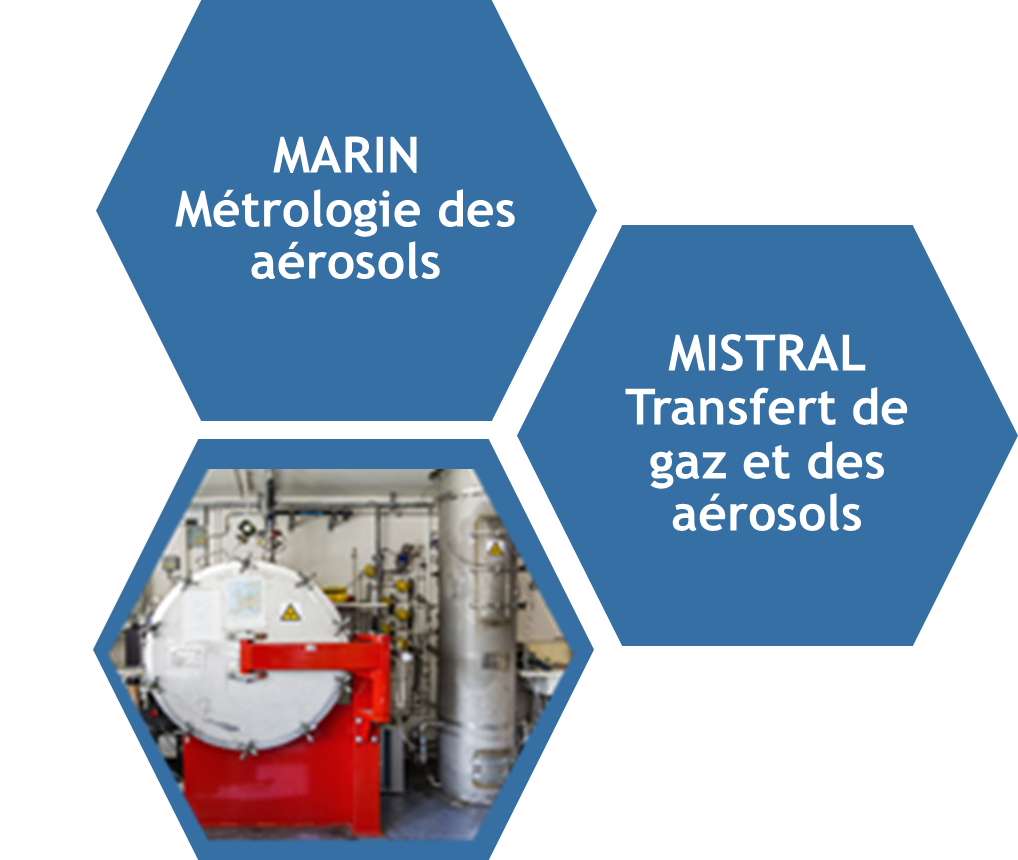 MARIN
Métrologie des
aérosols
MISTRAL
Transfert de
gaz et des
aérosols